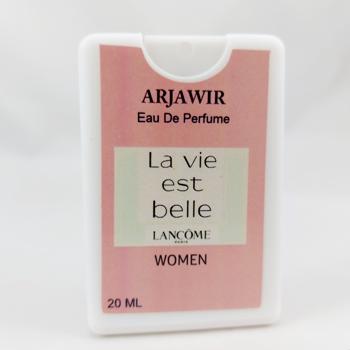 ARJAWIR
Eau De Perfume
La vie
est
belle
LANCÔME
PARIS
WOMEN
20 ML